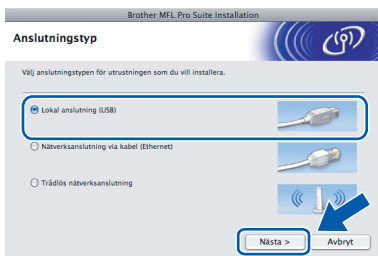 Brother MFL Pro Suite Installation
Anslutningstyp
Välj anslutningstypen för utrustningen som du vill installera.
Lokal anslutning (USB)
Nätverksanslutning via kabel (Ethernet)
Trådlös nätverksanslutning
Nästa > Avbryt